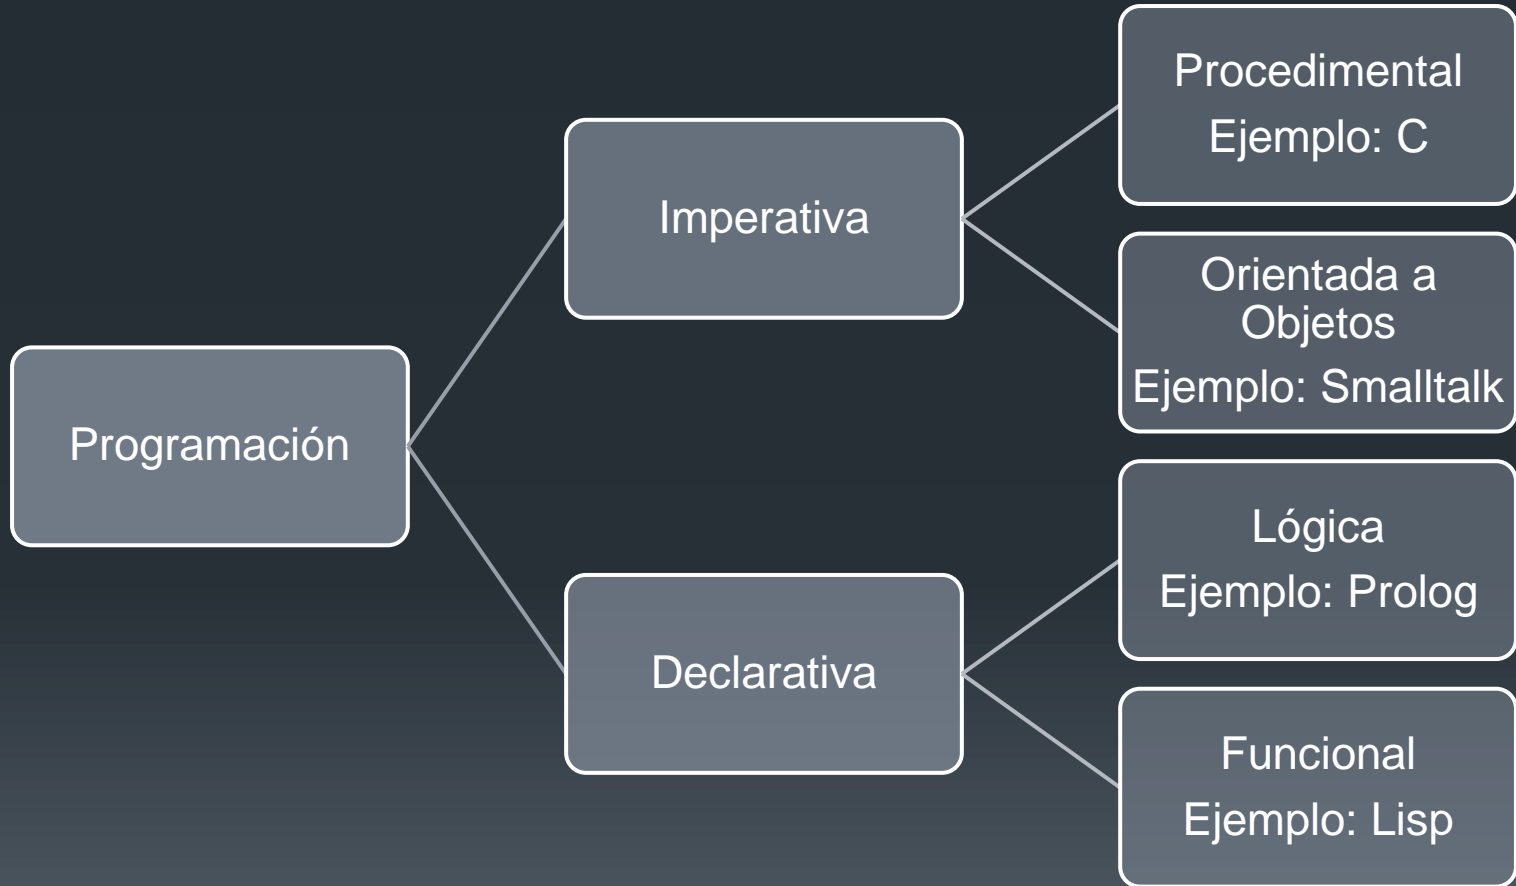 Programación
Imperativa
Procedimental
Ejemplo: C
Orientada a
Objetos
Ejemplo: Smalltalk
Declarativa
Lógica
Ejemplo: Prolog
Funcional
Ejemplo: Lisp